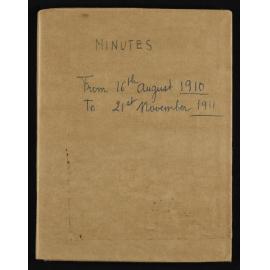 MINUTES
From 16th August 1910
To 21st November 1911